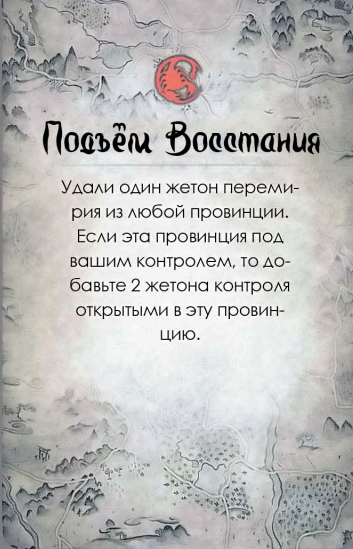 Подъём Восстания
Удали один жетон переми-
рия из любой провинции.
Если эта провинция под
вашим контролем, то до-
бавьте 2 жетона контроля
открытыми в эту провин-
цию.